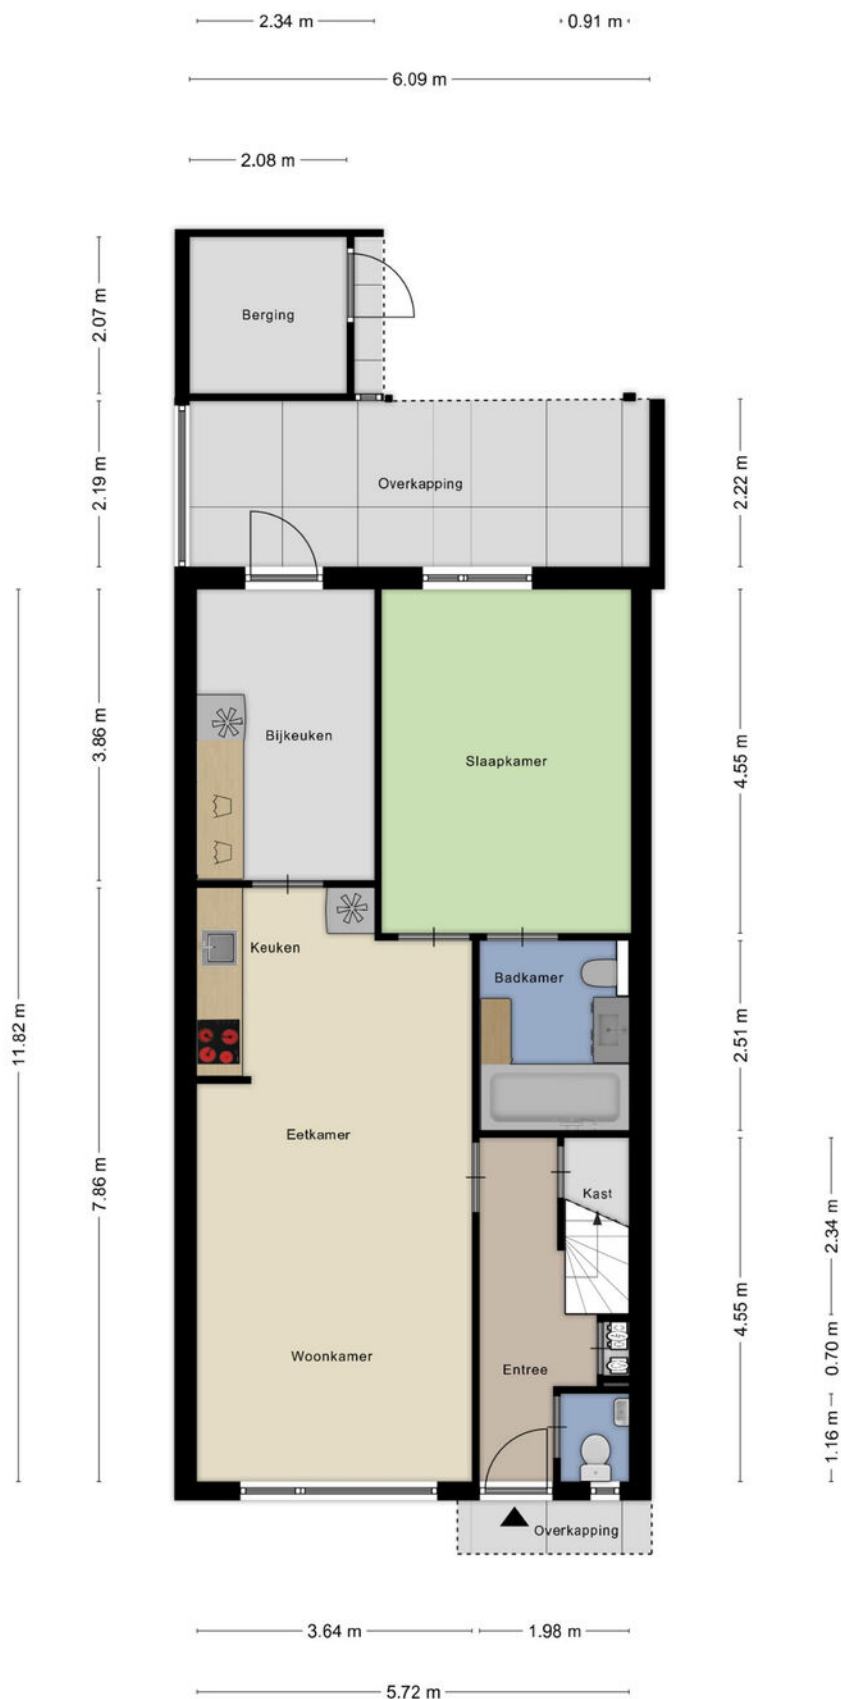 2.34 m
0.91 m
6.09 m
2.08 m
2.07 m
Berging
2.19 m
Overkapping
2.22 m
3.86 m
Bijkeuken
Slaapkamer
4.55 m
Keuken
Badkamer
11.82 m
2.51 m
Eetkamer
7.86 m
Kast
2.34 m
Woonkamer
Entree
4.55 m
0.70 m
1.16 m
Overkapping
3.64 m
1.98 m
5.72 m